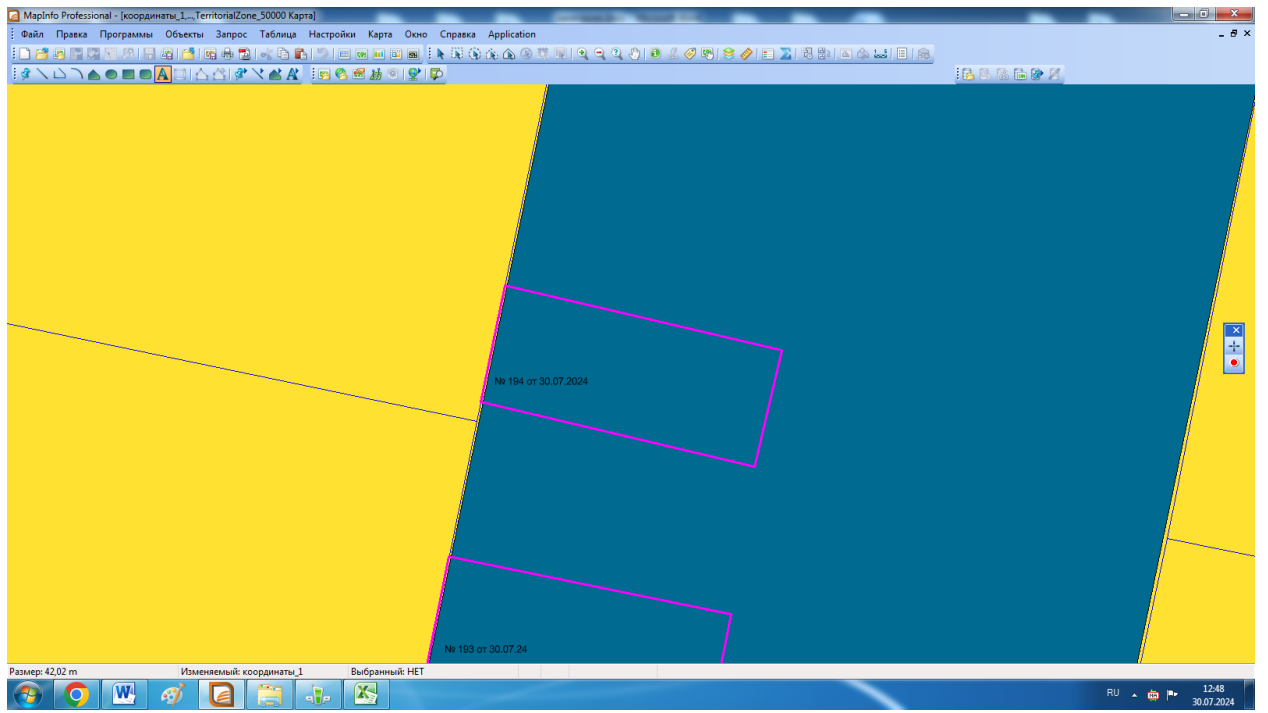 MapInfo Professional - [координаты_1,...,TerritorialZone_50000 Карта]
Файл Правка Программы Объекты Запрос Таблица Настройки Карта Окно Справка Application
№ 194 от 30.07.2024
№ 193 от 30.07.24
Размер: 42,02 m Изменяемый: координаты_1 Выбранный: НЕТ
RU 12:48
30.07.2024